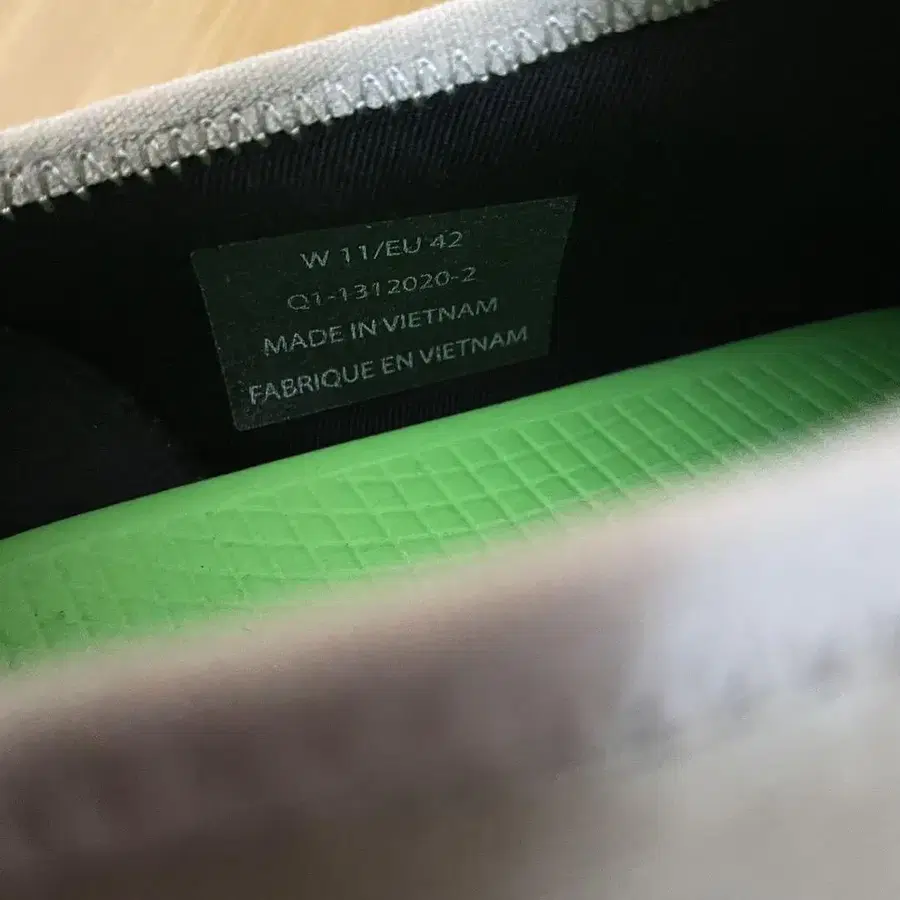 W 11/EU 42
Q1-1312020-2
MADE IN VIETNAM
FABRIQUE EN VIETNAM